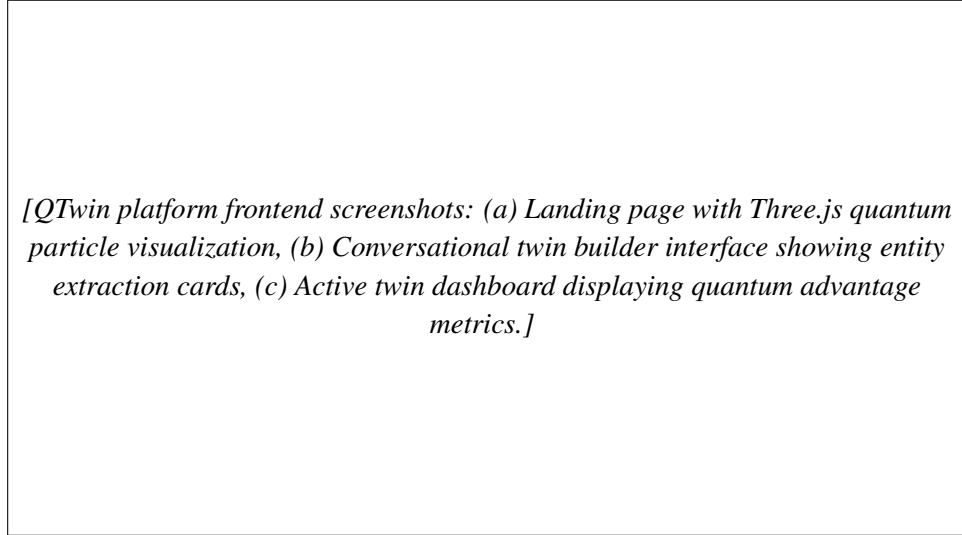 [QTwin platform frontend screenshots: (a) Landing page with Three.js quantum
particle visualization, (b) Conversational twin builder interface showing entity
extraction cards, (c) Active twin dashboard displaying quantum advantage
metrics.]